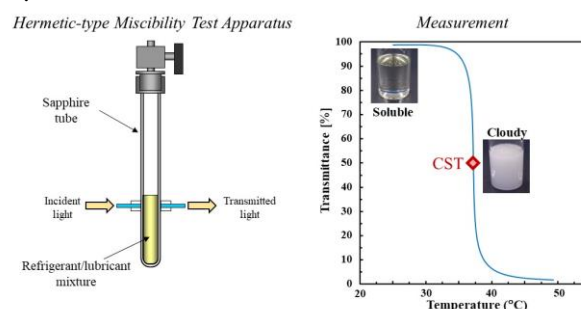 Hermetic-type Miscibility Test Apparatus
Sapphire
tube
Incident
light
Transmitted
light
Refrigerant/lubricant
mixture
Measurement
Transmittance [%]
100
90
80
70
60
50
40
30
20
10
0
Soluble
Cloudy
CST
20
30
40
50
Temperature (°C)